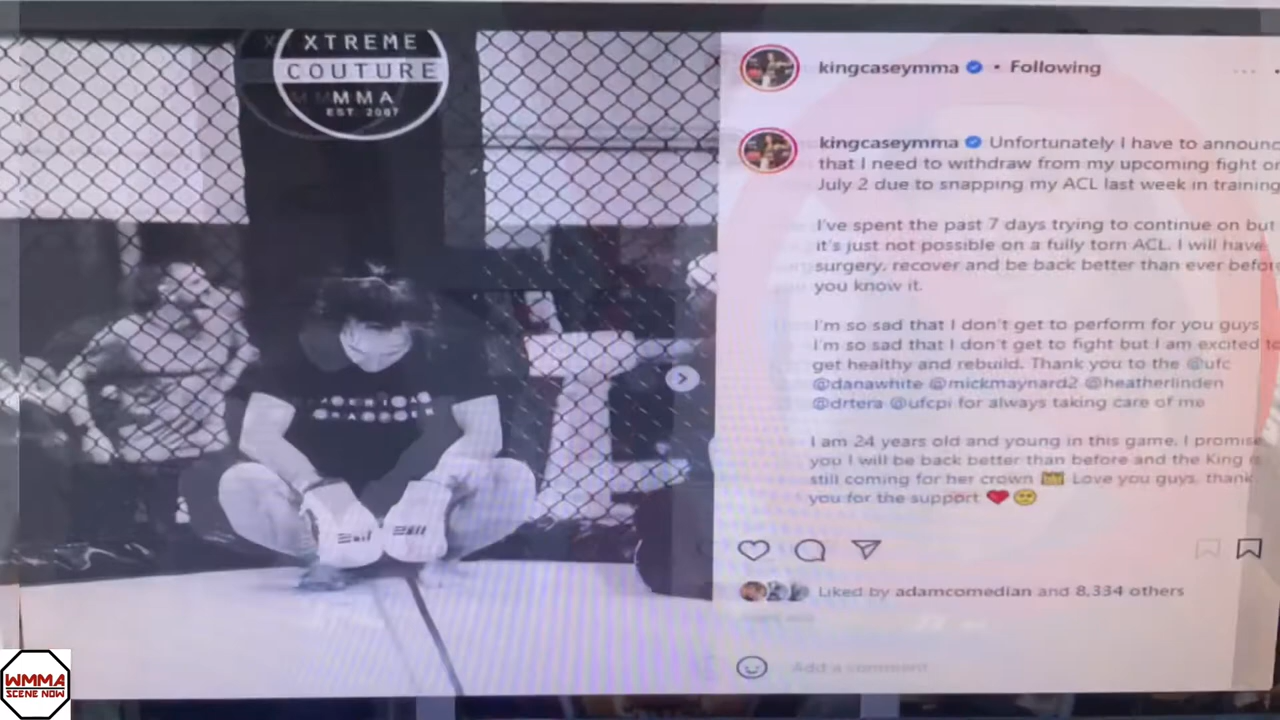 XTREME
COUTURE
MMA
EST. 2007
kingcaseymma • Following
kingcaseymma Unfortunately I have to announc
that I need to withdraw from my upcoming fight o
July 2 due to snapping my ACL last week in training
I've spent the past 7 days trying to continue on but
it's just not possible on a fully torn ACL. I will have
surgery, recover and be back better than ever befor
you know it.
I'm so sad that I don't get to perform for you guys
I'm so sad that I don't get to fight but I am excited to
get healthy and rebuild. Thank you to the @ufc
@danawhite @mickmaynard2 @heatherlinden
@drtera @ufcpi for always taking care of me
I am 24 years old and young in this game. I promise
you I will be back better than before and the King
still coming for her crown 👑 Love you guys, thank
you for the support ❤️🥺
Liked by adamcomedian and 8,334 others
Add a comment
WMMA
SCENE NOW